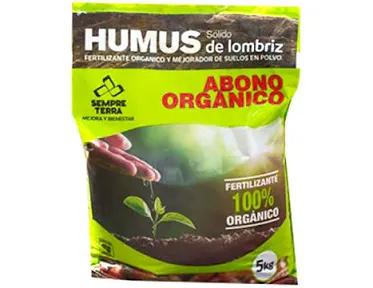 HUMUS Sólido de lombriz
FERTILIZANTE ORGANICO Y MEJORADOR DE SUELOS EN POLVO.
ABONO
ORGÁNICO
SEMPRE
TERRA
MEJORA Y BIENESTAR
FERTILIZANTE
100%
ORGÁNICO
5kg